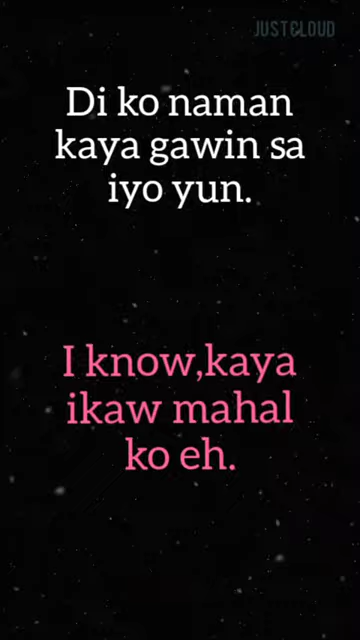 JUSTCLOUD
Di ko naman
kaya gawin sa
iyo yun.
I know,kaya
ikaw mahal
ko eh.